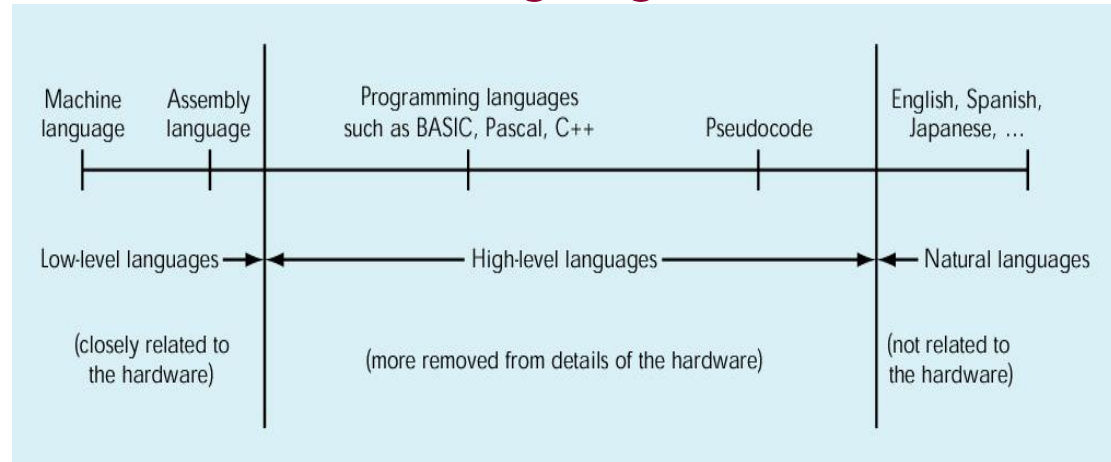 Machine
language
Assembly
language
Programming languages
such as BASIC, Pascal, C++
Pseudocode
English, Spanish,
Japanese, ...
Low-level languages
High-level languages
Natural languages
(closely related to
the hardware)
(more removed from details of the hardware)
(not related to
the hardware)